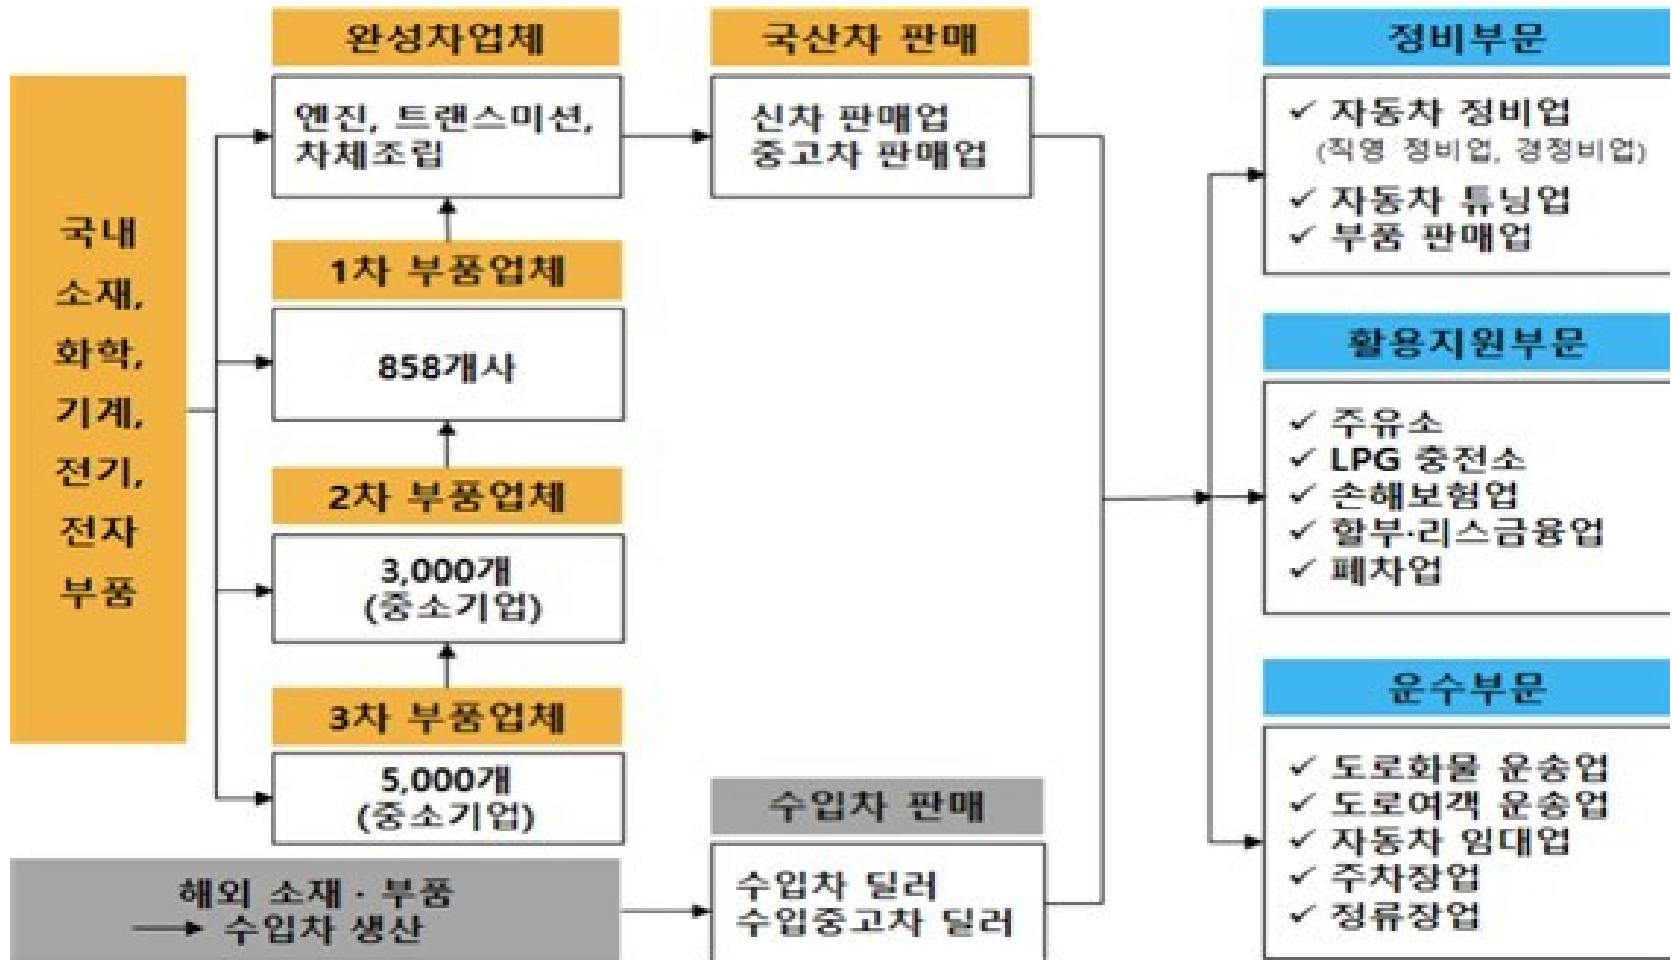 국내
소재,
화학,
기계,
전기,
전자
부품
완성차업체
엔진, 트랜스미션,
차체조립
1차 부품업체
858개사
2차 부품업체
3,000개
(중소기업)
3차 부품업체
5,000개
(중소기업)
해외 소재 · 부품
→ 수입차 생산
국산차 판매
신차 판매업
중고차 판매업
수입차 판매
수입차 딜러
수입중고차 딜러
정비부문
✓ 자동차 정비업
(직영 정비업, 경정비업)
✓ 자동차 튜닝업
✓ 부품 판매업
활용지원부문
✓ 주유소
✓ LPG 충전소
✓ 손해보험업
✓ 할부·리스금융업
✓ 폐차업
운수부문
✓ 도로화물 운송업
✓ 도로여객 운송업
✓ 자동차 임대업
✓ 주차장업
✓ 정류장업